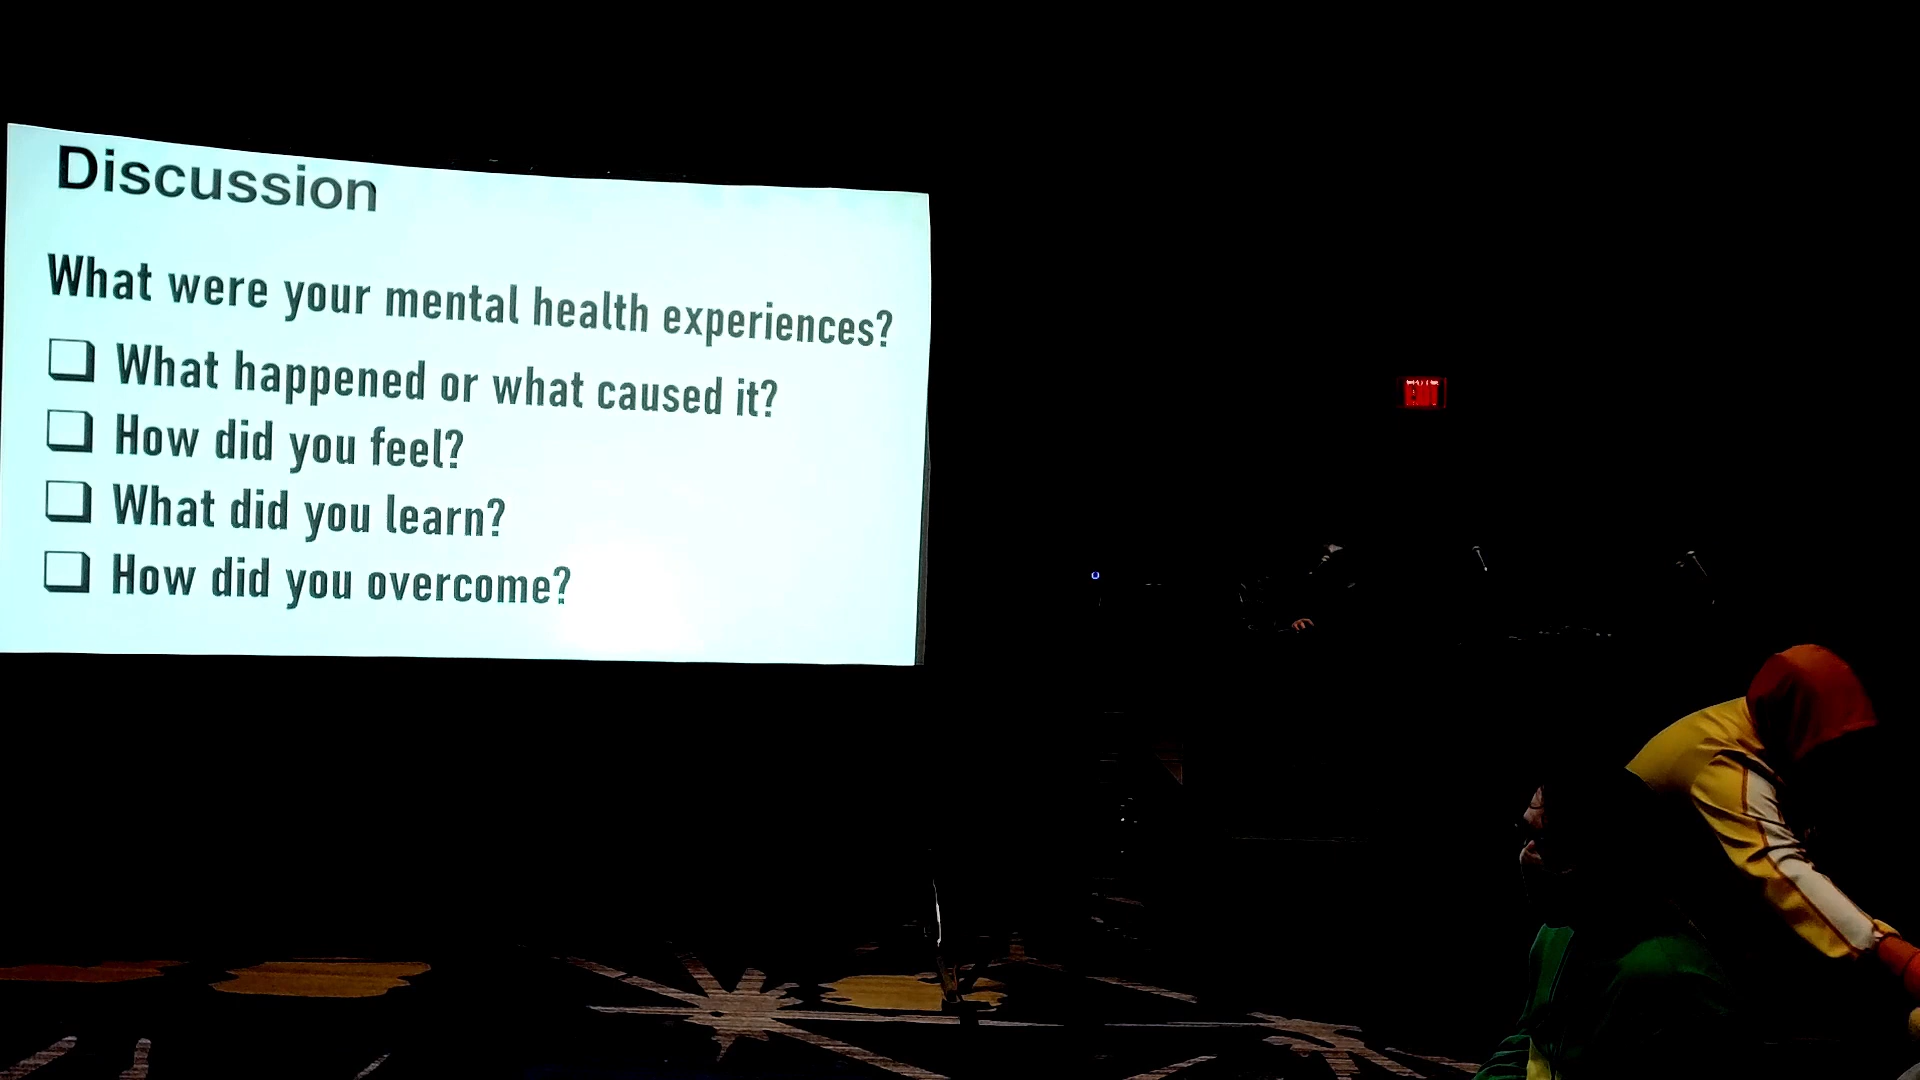 Discussion
What were your mental health experiences?
What happened or what caused it?
How did you feel?
What did you learn?
How did you overcome?